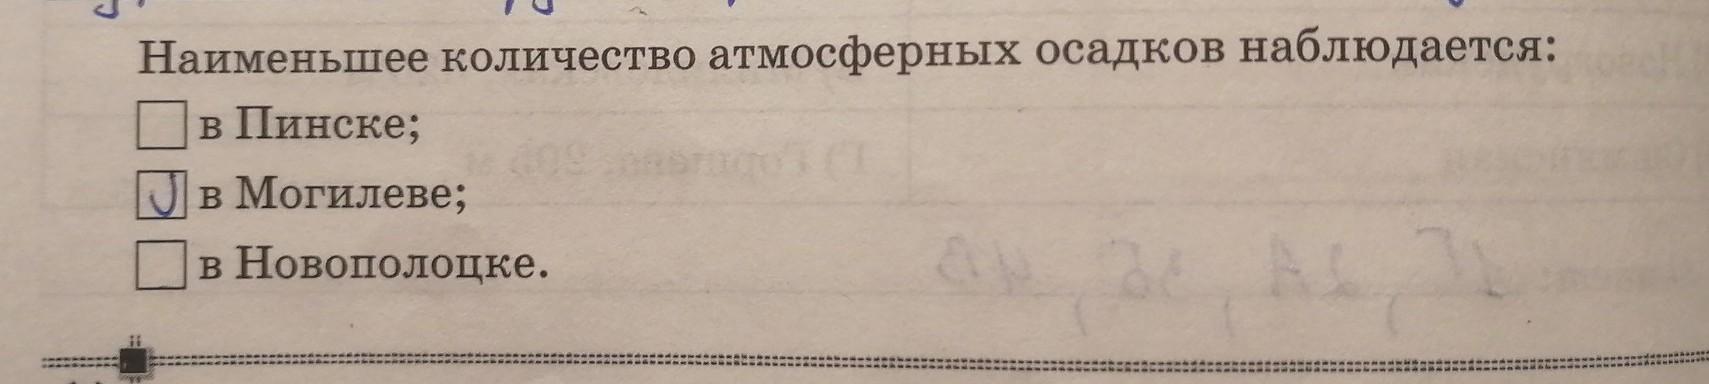 Наименьшее количество атмосферных осадков наблюдается:
в Пинске;
в Могилеве;
в Новополоцке.